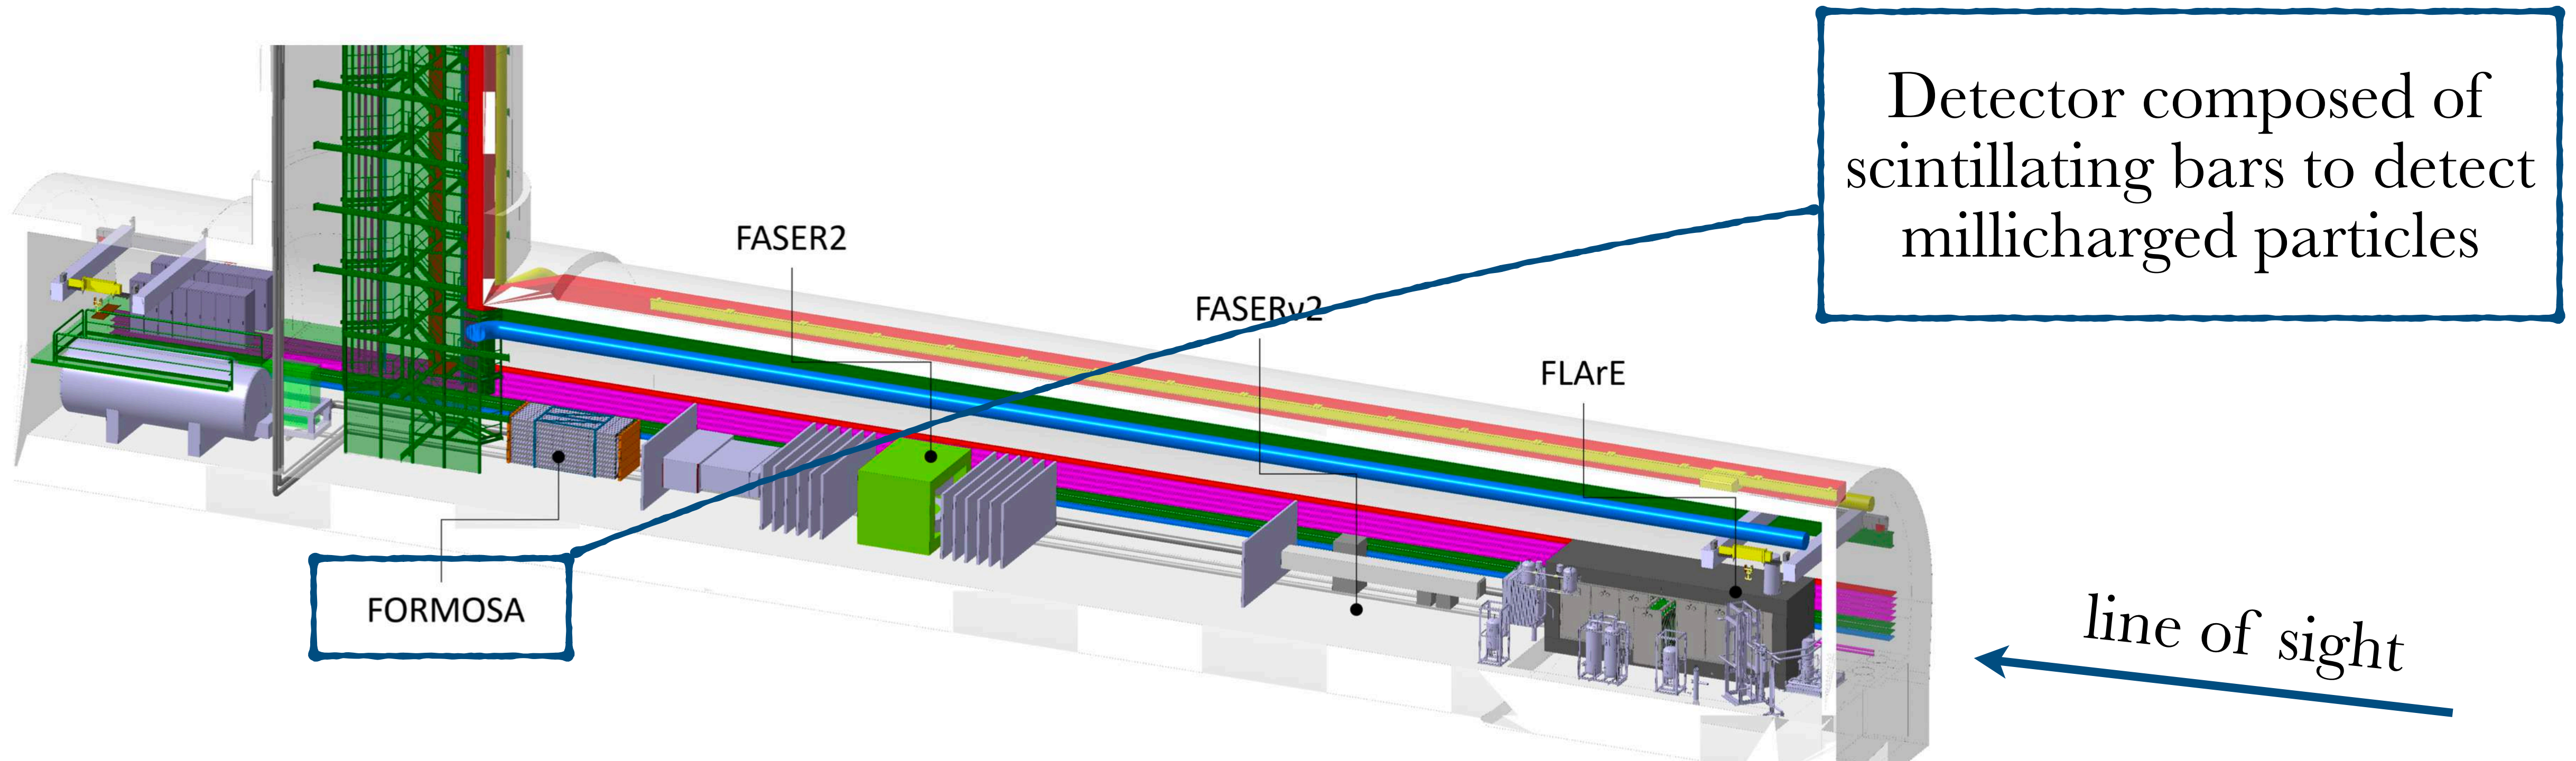 Detector composed of
scintillating bars to detect
millicharged particles
FASER2
FASERν2
FLArE
FORMOSA
line of sight